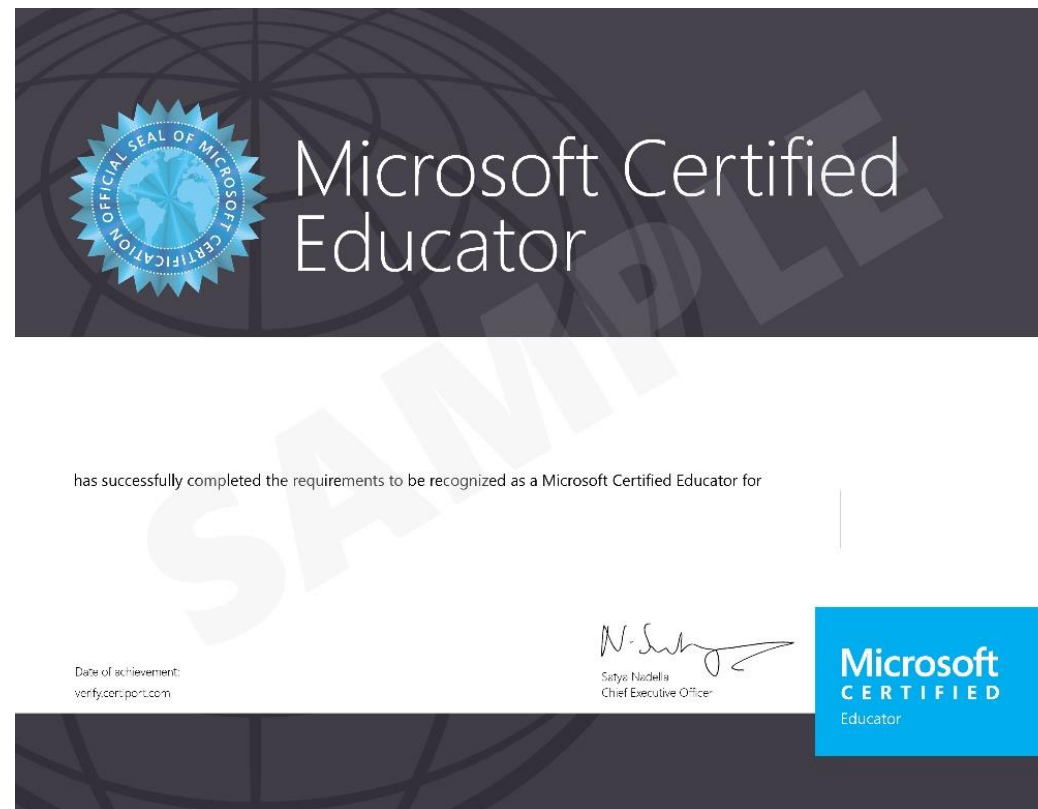 OFFICIAL SEAL OF MICROSOFT CERTIFICATION
Microsoft Certified
Educator
SAMPLE
has successfully completed the requirements to be recognized as a Microsoft Certified Educator for
Date of achievement:
verify.certiport.com
Satya Nadella
Chief Executive Officer
Microsoft
CERTIFIED
Educator